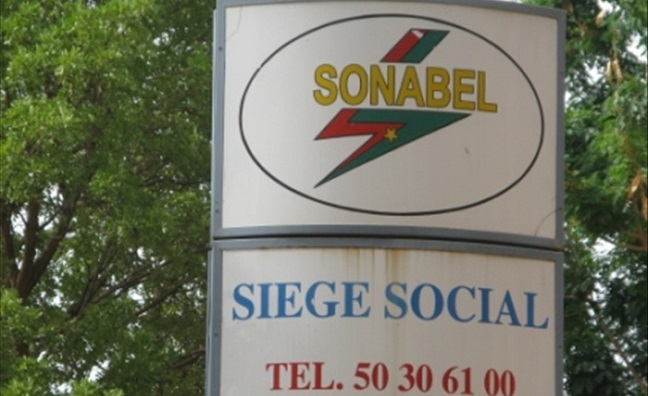 SONABEL
SIEGE SOCIAL
TEL. 50 30 61 00